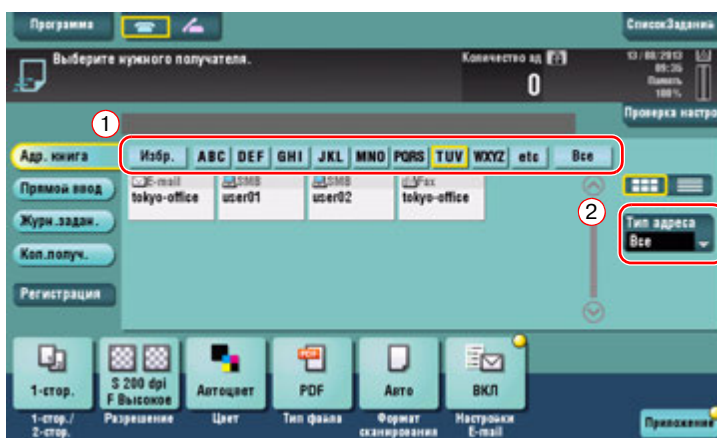 Программа
СписокЗаданий
Выберите нужного получателя.
Количество ад
0
13/08/2013
09:35
Память
100%
Проверка настро
1
Адр. книга
Избр. ABC DEF GHI JKL MNO PQRS TUV WXYZ etc Все
Прямой ввод
E-mail
tokyo-office
SMB
user01
SMB
user02
Fax
tokyo-office
2
Тип адреса
Все
Журн.задан.
Кол.получ.
Регистрация
1-стор.
S 200 dpi
F Высокое
Автоцвет
PDF
Авто
ВКЛ
1-стор./
2-стор.
Разрешение
Цвет
Тип файла
Формат
сканирования
Настройки
E-mail
Приложение